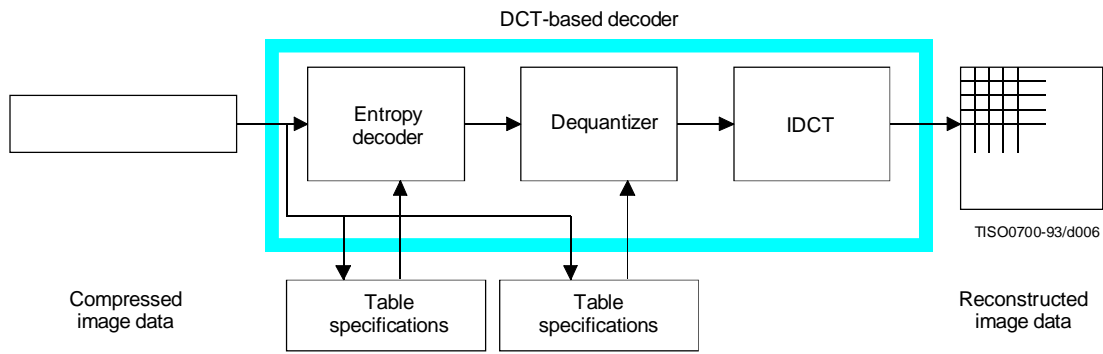 DCT-based decoder
Entropy
decoder
Dequantizer
IDCT
TISO0700-93/d006
Compressed
image data
Table
specifications
Table
specifications
Reconstructed
image data